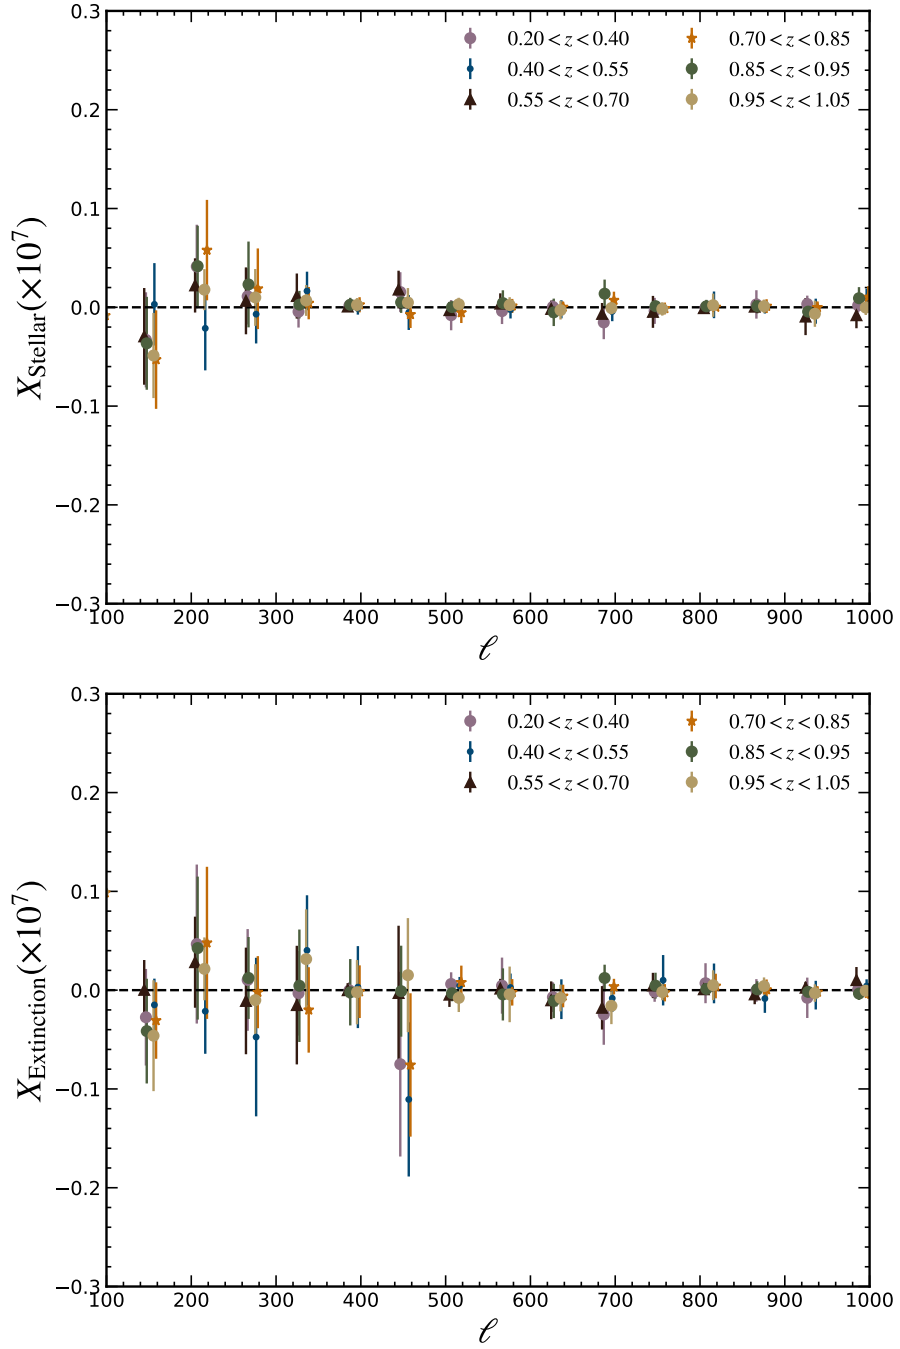 0.3
0.20 < z < 0.40 0.70 < z < 0.85
0.40 < z < 0.55 0.85 < z < 0.95
0.55 < z < 0.70 0.95 < z < 1.05
0.2
0.1
0.0
−0.1
−0.2
−0.3
X_Stellar(×10^7)
100 200 300 400 500 600 700 800 900 1000
ℓ
0.3
0.20 < z < 0.40 0.70 < z < 0.85
0.40 < z < 0.55 0.85 < z < 0.95
0.55 < z < 0.70 0.95 < z < 1.05
0.2
0.1
0.0
−0.1
−0.2
−0.3
X_Extinction(×10^7)
100 200 300 400 500 600 700 800 900 1000
ℓ